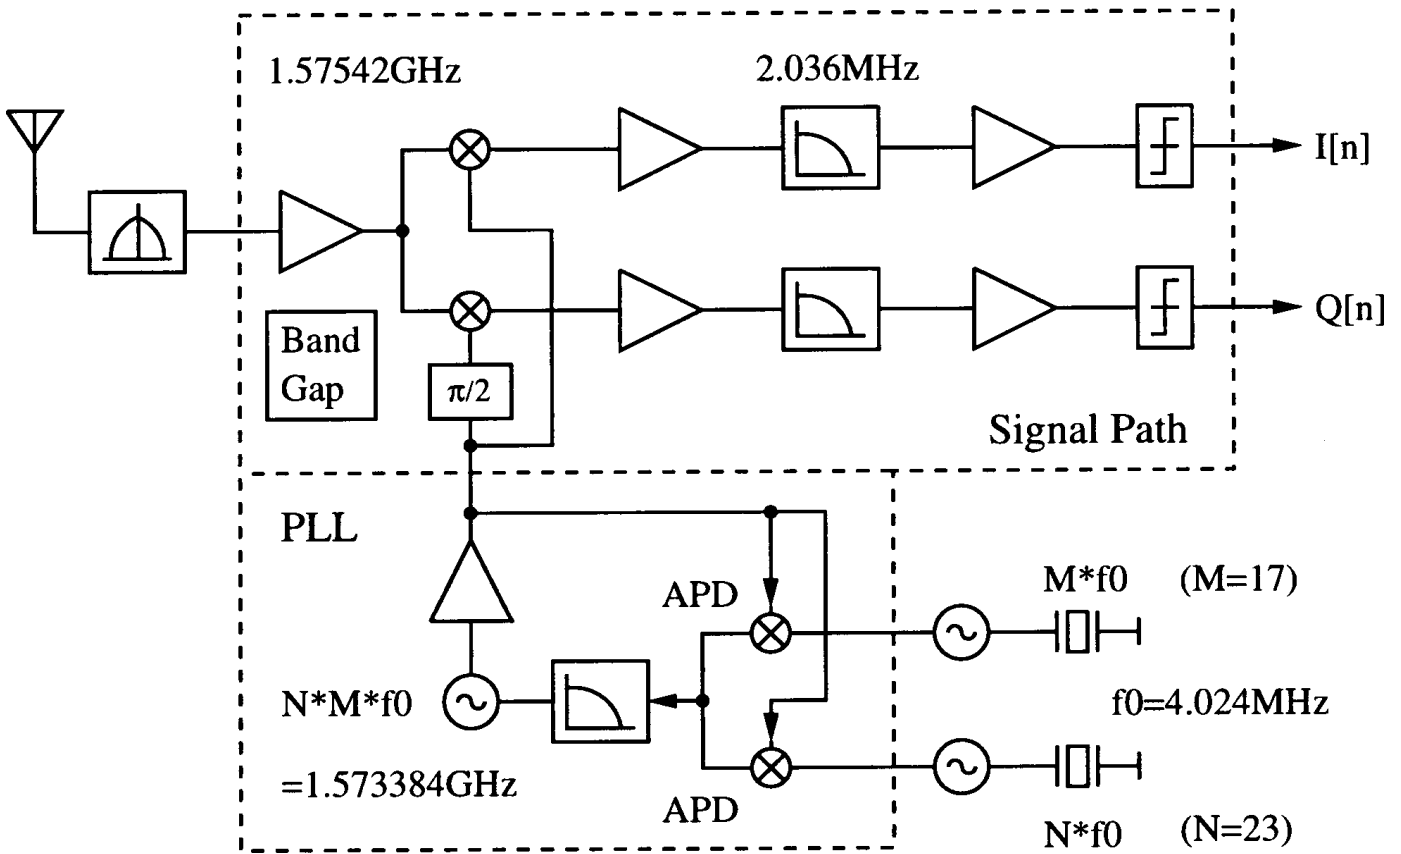 1.57542GHz
2.036MHz
I[n]
Q[n]
Band
Gap
π/2
Signal Path
PLL
APD
M*f0
(M=17)
N*M*f0
f0=4.024MHz
=1.573384GHz
APD
N*f0
(N=23)